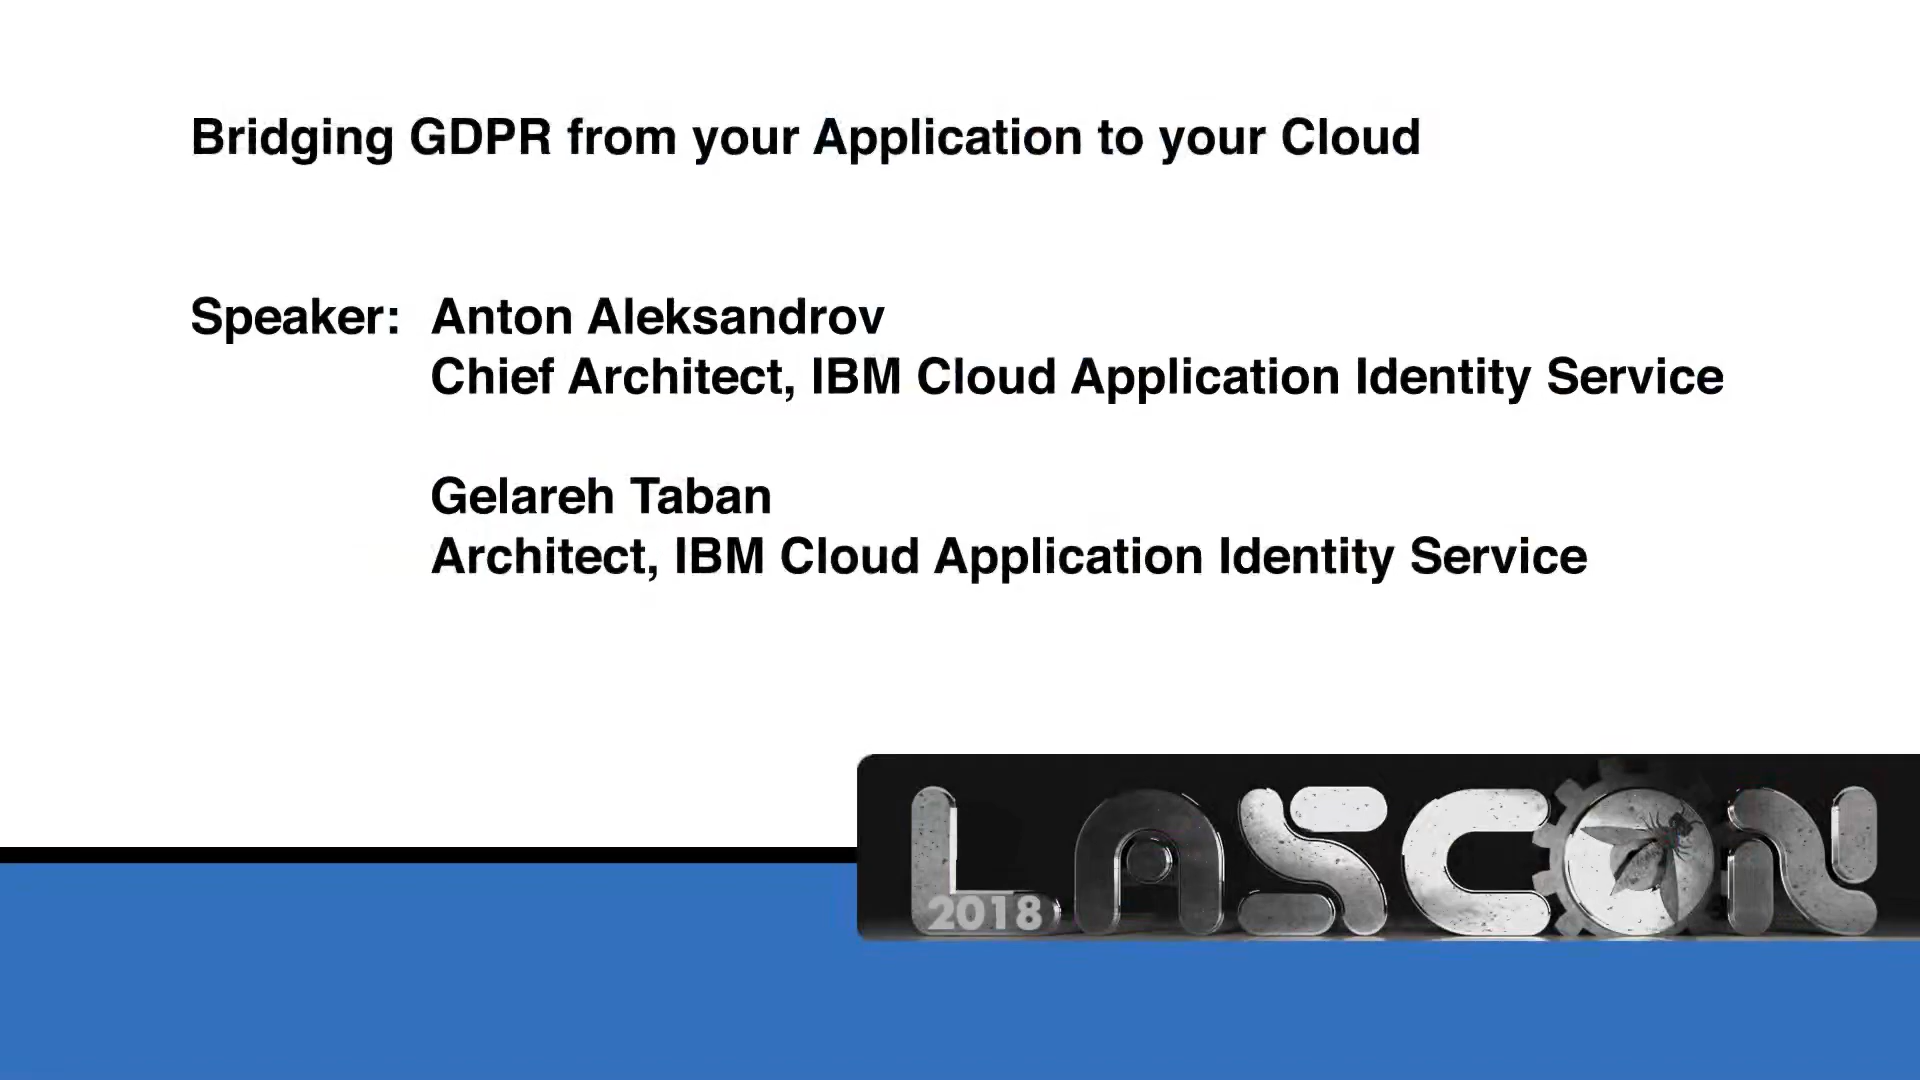 Bridging GDPR from your Application to your Cloud
Speaker: Anton Aleksandrov
Chief Architect, IBM Cloud Application Identity Service
Gelareh Taban
Architect, IBM Cloud Application Identity Service
LASCON
2018